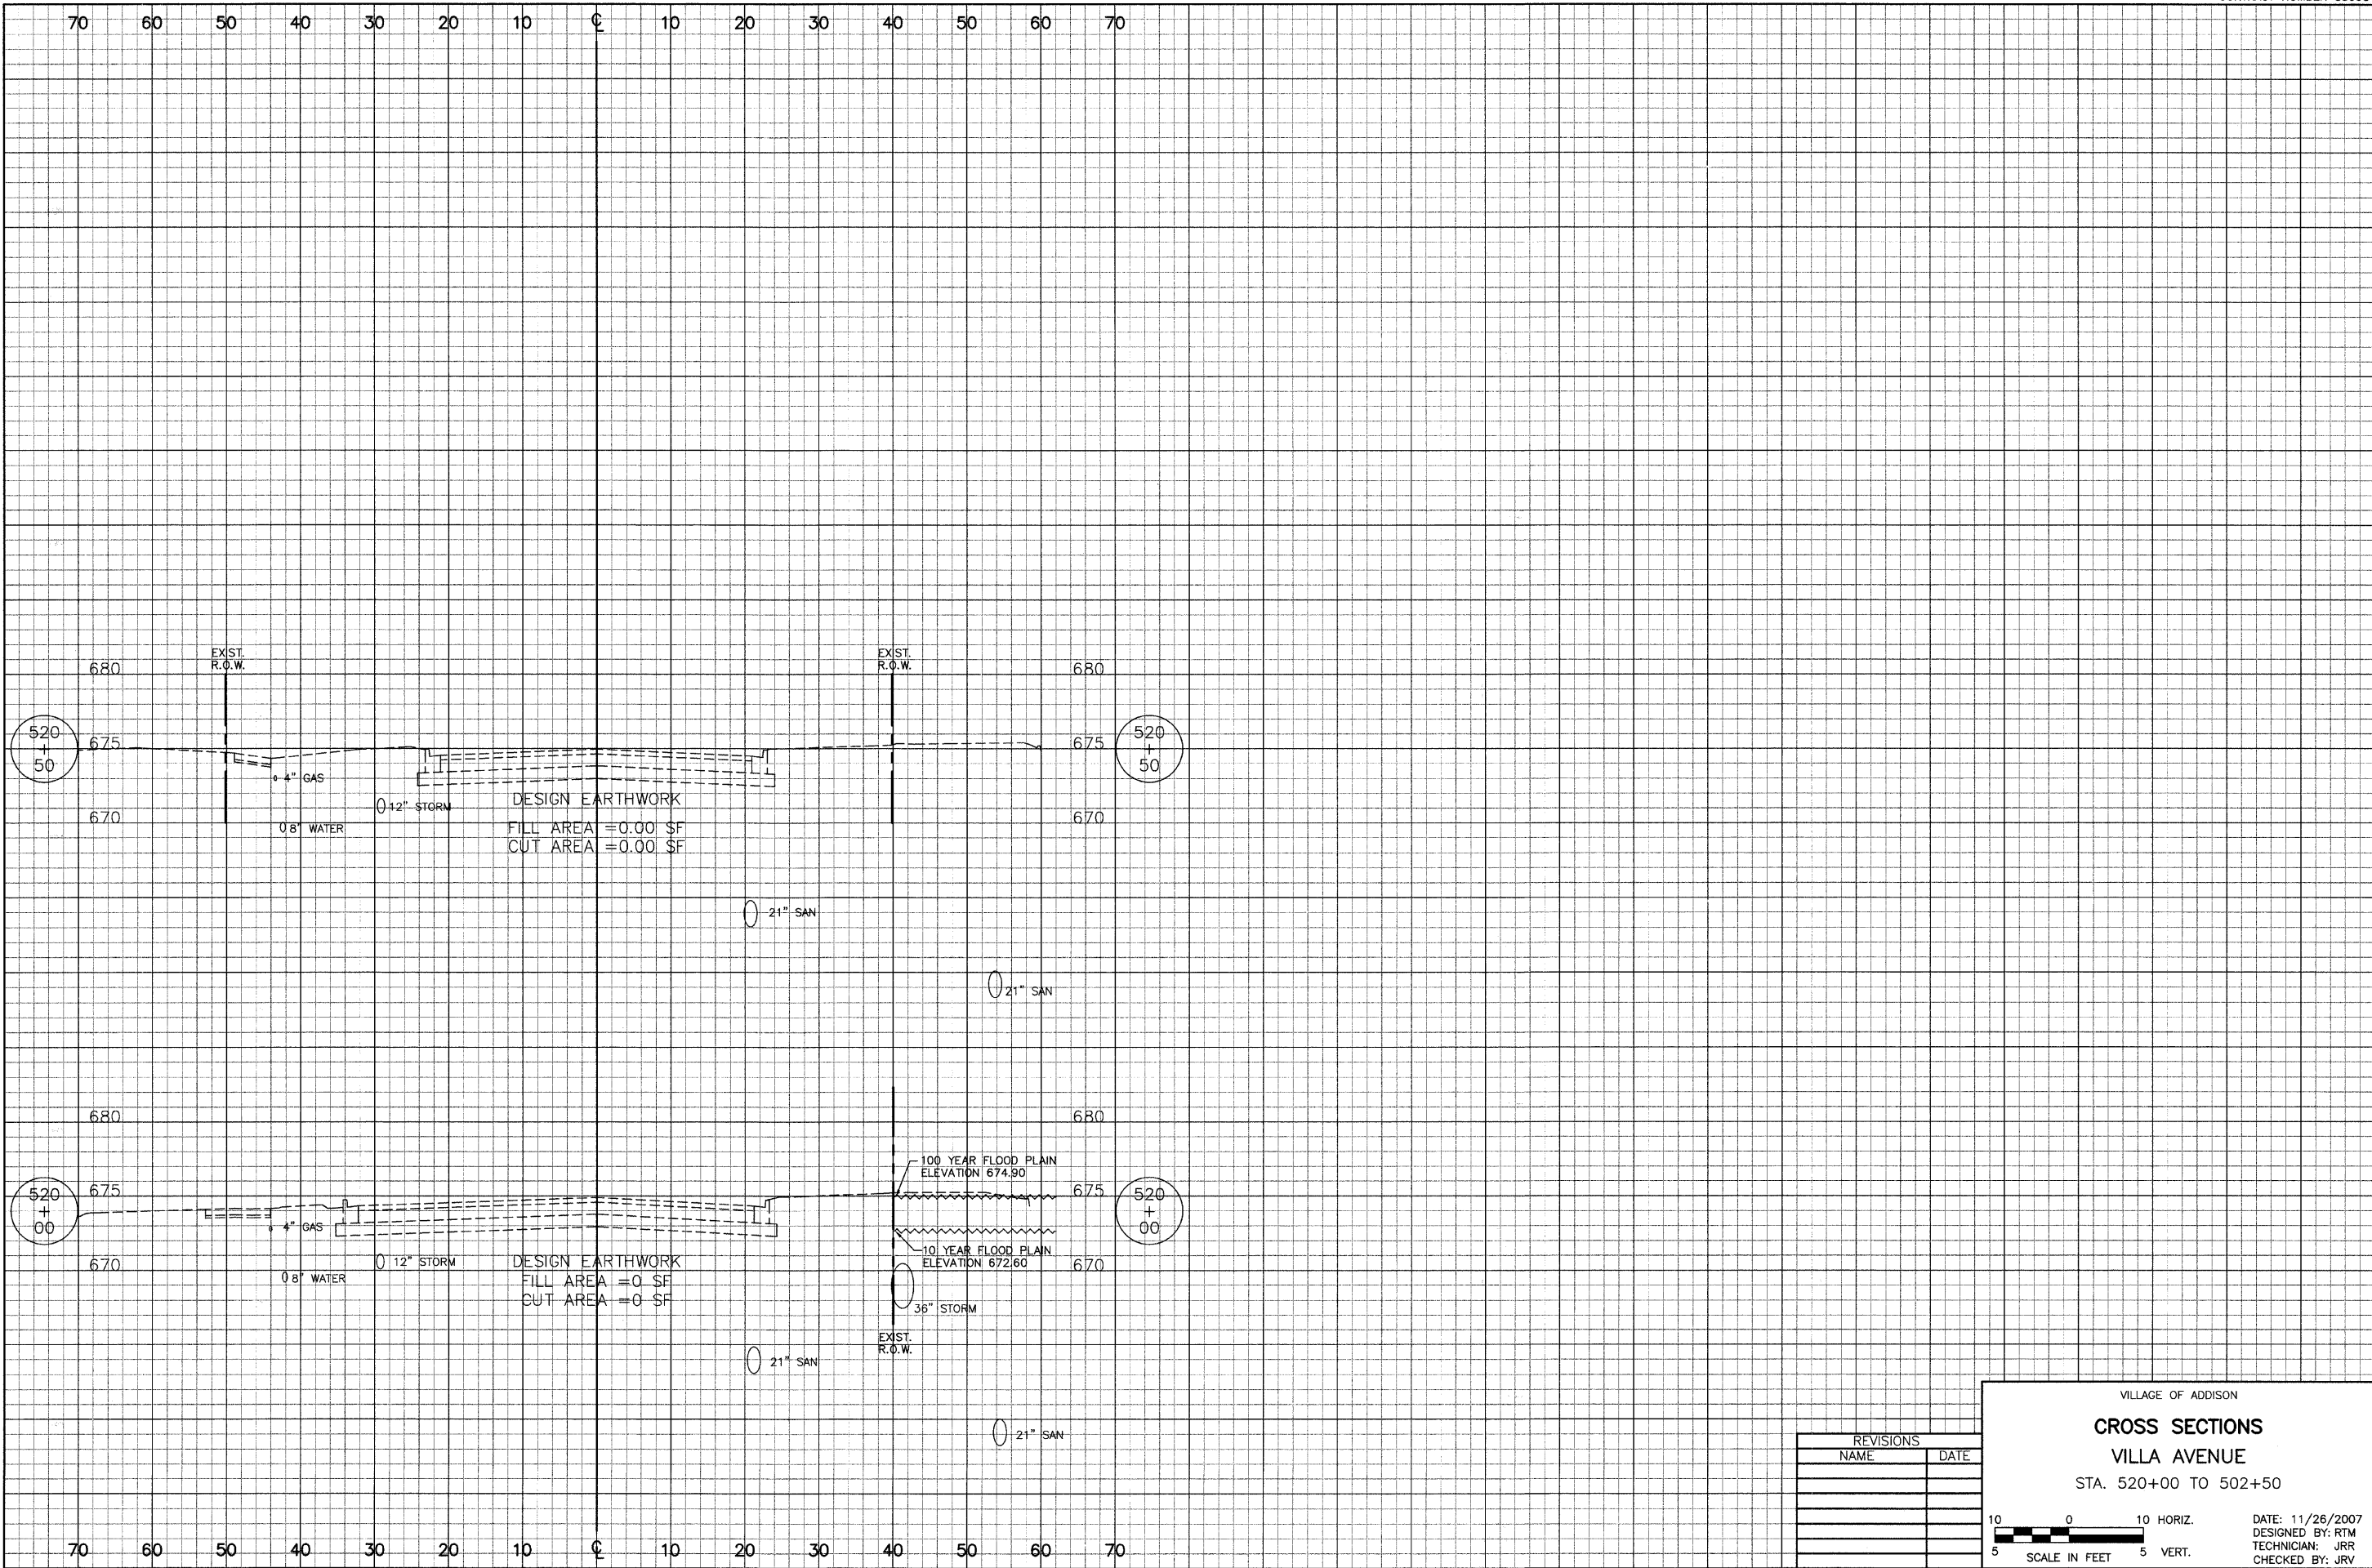 70 60 50 40 30 20 10 ℄ 10 20 30 40 50 60 70
EXIST.
R.O.W.
EXIST.
R.O.W.
680
680
520
+
50
675
675
520
+
50
4" GAS
12" STORM
8" WATER
670
670
DESIGN EARTHWORK
FILL AREA =0.00 SF
CUT AREA =0.00 SF
21" SAN
21" SAN
680
680
100 YEAR FLOOD PLAIN
ELEVATION 674.90
520
+
00
675
675
520
+
00
4" GAS
12" STORM
8" WATER
670
670
DESIGN EARTHWORK
FILL AREA =0 SF
CUT AREA =0 SF
10 YEAR FLOOD PLAIN
ELEVATION 672.60
36" STORM
EXIST.
R.O.W.
21" SAN
21" SAN
70 60 50 40 30 20 10 ℄ 10 20 30 40 50 60 70
REVISIONS
NAME DATE
VILLAGE OF ADDISON
CROSS SECTIONS
VILLA AVENUE
STA. 520+00 TO 502+50
10 0 10 HORIZ.
5 SCALE IN FEET 5 VERT.
DATE: 11/26/2007
DESIGNED BY: RTM
TECHNICIAN: JRR
CHECKED BY: JRV